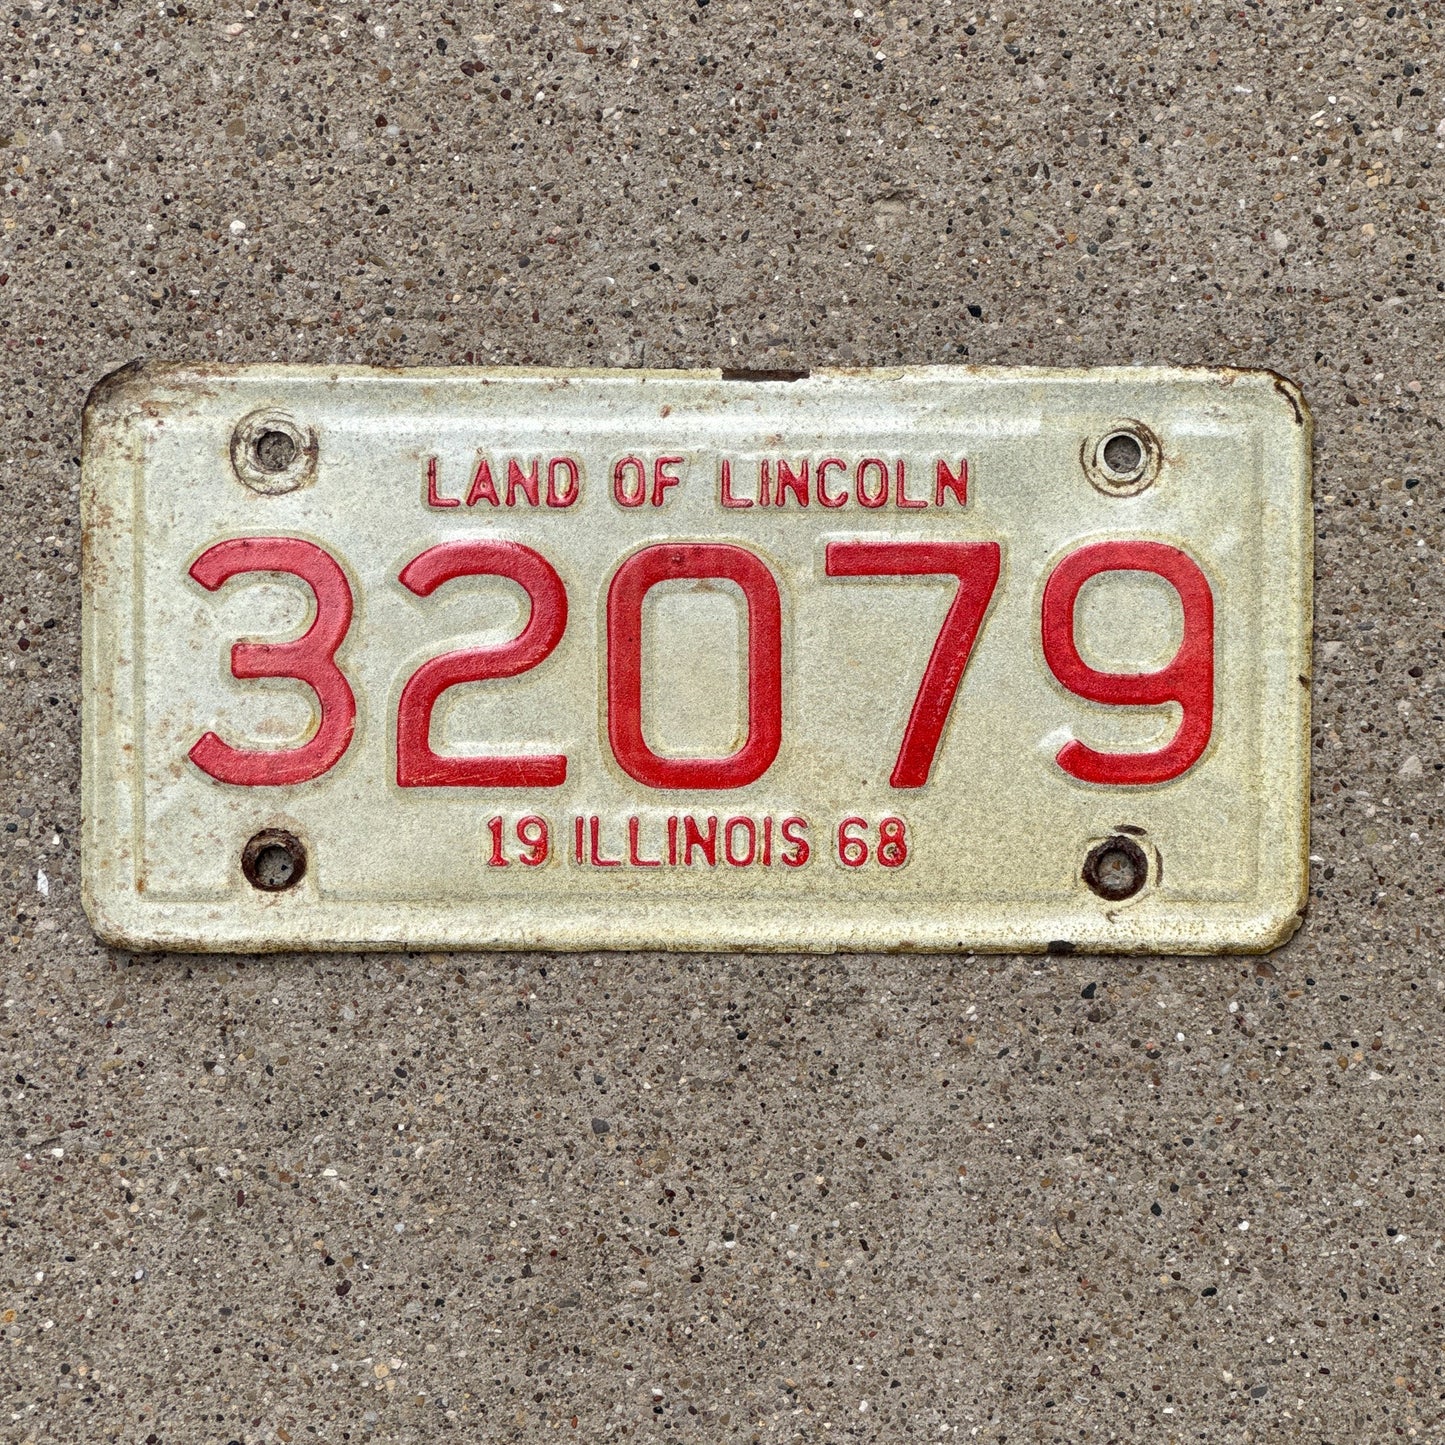 LAND OF LINCOLN
32079
19 ILLINOIS 68